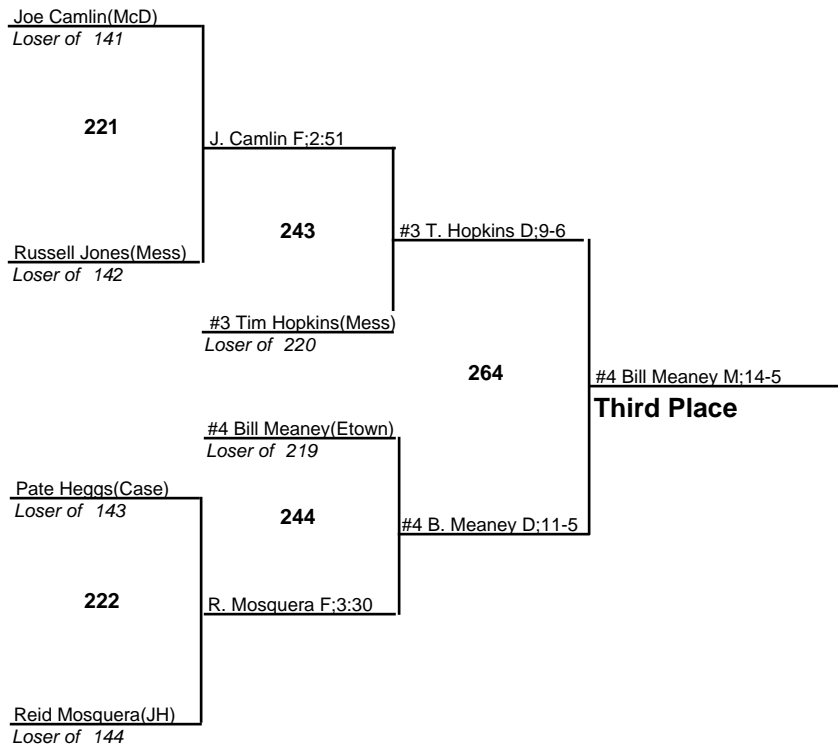 Joe Camlin(McD)
Loser of 141
221
J. Camlin F;2:51
243
#3 T. Hopkins D;9-6
Russell Jones(Mess)
Loser of 142
#3 Tim Hopkins(Mess)
Loser of 220
264
#4 Bill Meaney M;14-5
Third Place
#4 Bill Meaney(Etown)
Loser of 219
Pate Heggs(Case)
Loser of 143
244
#4 B. Meaney D;11-5
222
R. Mosquera F;3:30
Reid Mosquera(JH)
Loser of 144